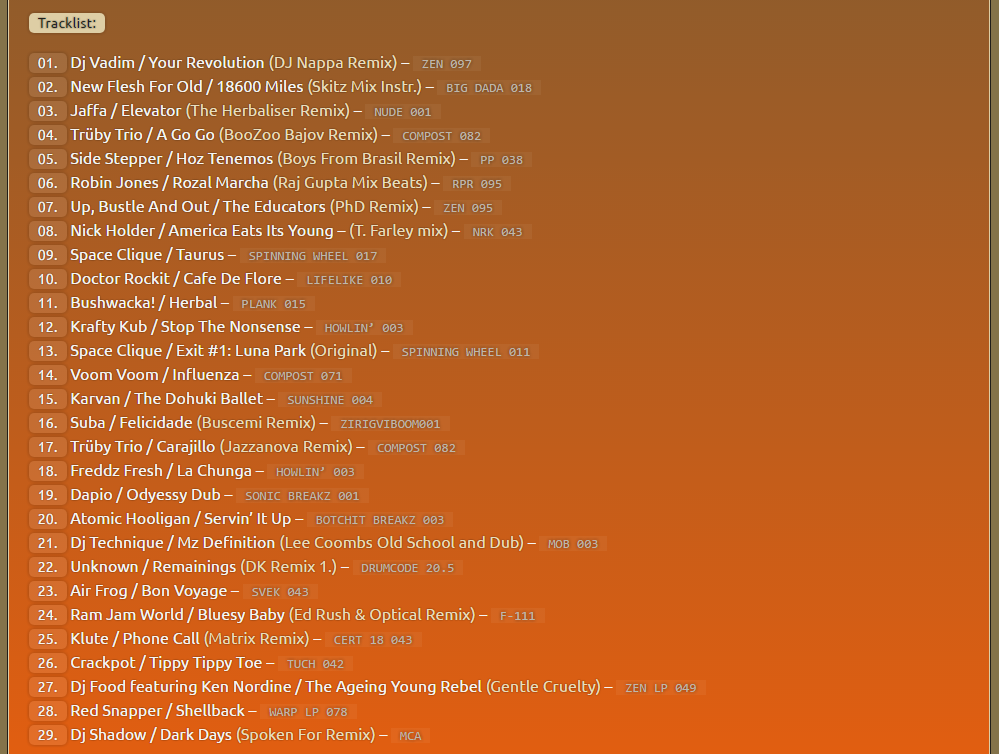 Tracklist:
01. Dj Vadim / Your Revolution (DJ Nappa Remix) – ZEN 097
02. New Flesh For Old / 18600 Miles (Skitz Mix Instr.) – BIG DADA 018
03. Jaffa / Elevator (The Herbaliser Remix) – NUDE 001
04. Trüby Trio / A Go Go (BooZoo Bajov Remix) – COMPOST 082
05. Side Stepper / Hoz Tenemos (Boys From Brasil Remix) – PP 038
06. Robin Jones / Rozal Marcha (Raj Gupta Mix Beats) – RPR 095
07. Up, Bustle And Out / The Educators (PhD Remix) – ZEN 095
08. Nick Holder / America Eats Its Young – (T. Farley mix) – NRK 043
09. Space Clique / Taurus – SPINNING WHEEL 017
10. Doctor Rockit / Cafe De Flore – LIFELIKE 010
11. Bushwacka! / Herbal – PLANK 015
12. Krafty Kub / Stop The Nonsense – HOWLIN’ 003
13. Space Clique / Exit #1: Luna Park (Original) – SPINNING WHEEL 011
14. Voom Voom / Influenza – COMPOST 071
15. Karvan / The Dohuki Ballet – SUNSHINE 004
16. Suba / Felicidade (Buscemi Remix) – ZIRIGVIBOOM001
17. Trüby Trio / Carajillo (Jazzanova Remix) – COMPOST 082
18. Freddz Fresh / La Chunga – HOWLIN’ 003
19. Dapio / Odyessy Dub – SONIC BREAKZ 001
20. Atomic Hooligan / Servin’ It Up – BOTCHIT BREAKZ 003
21. Dj Technique / Mz Definition (Lee Coombs Old School and Dub) – MOB 003
22. Unknown / Remainings (DK Remix 1.) – DRUMCODE 20.5
23. Air Frog / Bon Voyage – SVEK 043
24. Ram Jam World / Bluesy Baby (Ed Rush & Optical Remix) – F-111
25. Klute / Phone Call (Matrix Remix) – CERT 18 043
26. Crackpot / Tippy Tippy Toe – TUCH 042
27. Dj Food featuring Ken Nordine / The Ageing Young Rebel (Gentle Cruelty) – ZEN LP 049
28. Red Snapper / Shellback – WARP LP 078
29. Dj Shadow / Dark Days (Spoken For Remix) – MCA